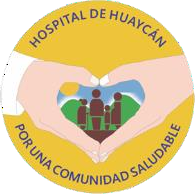 HOSPITAL DE HUAYCÁN
POR UNA COMUNIDAD SALUDABLE